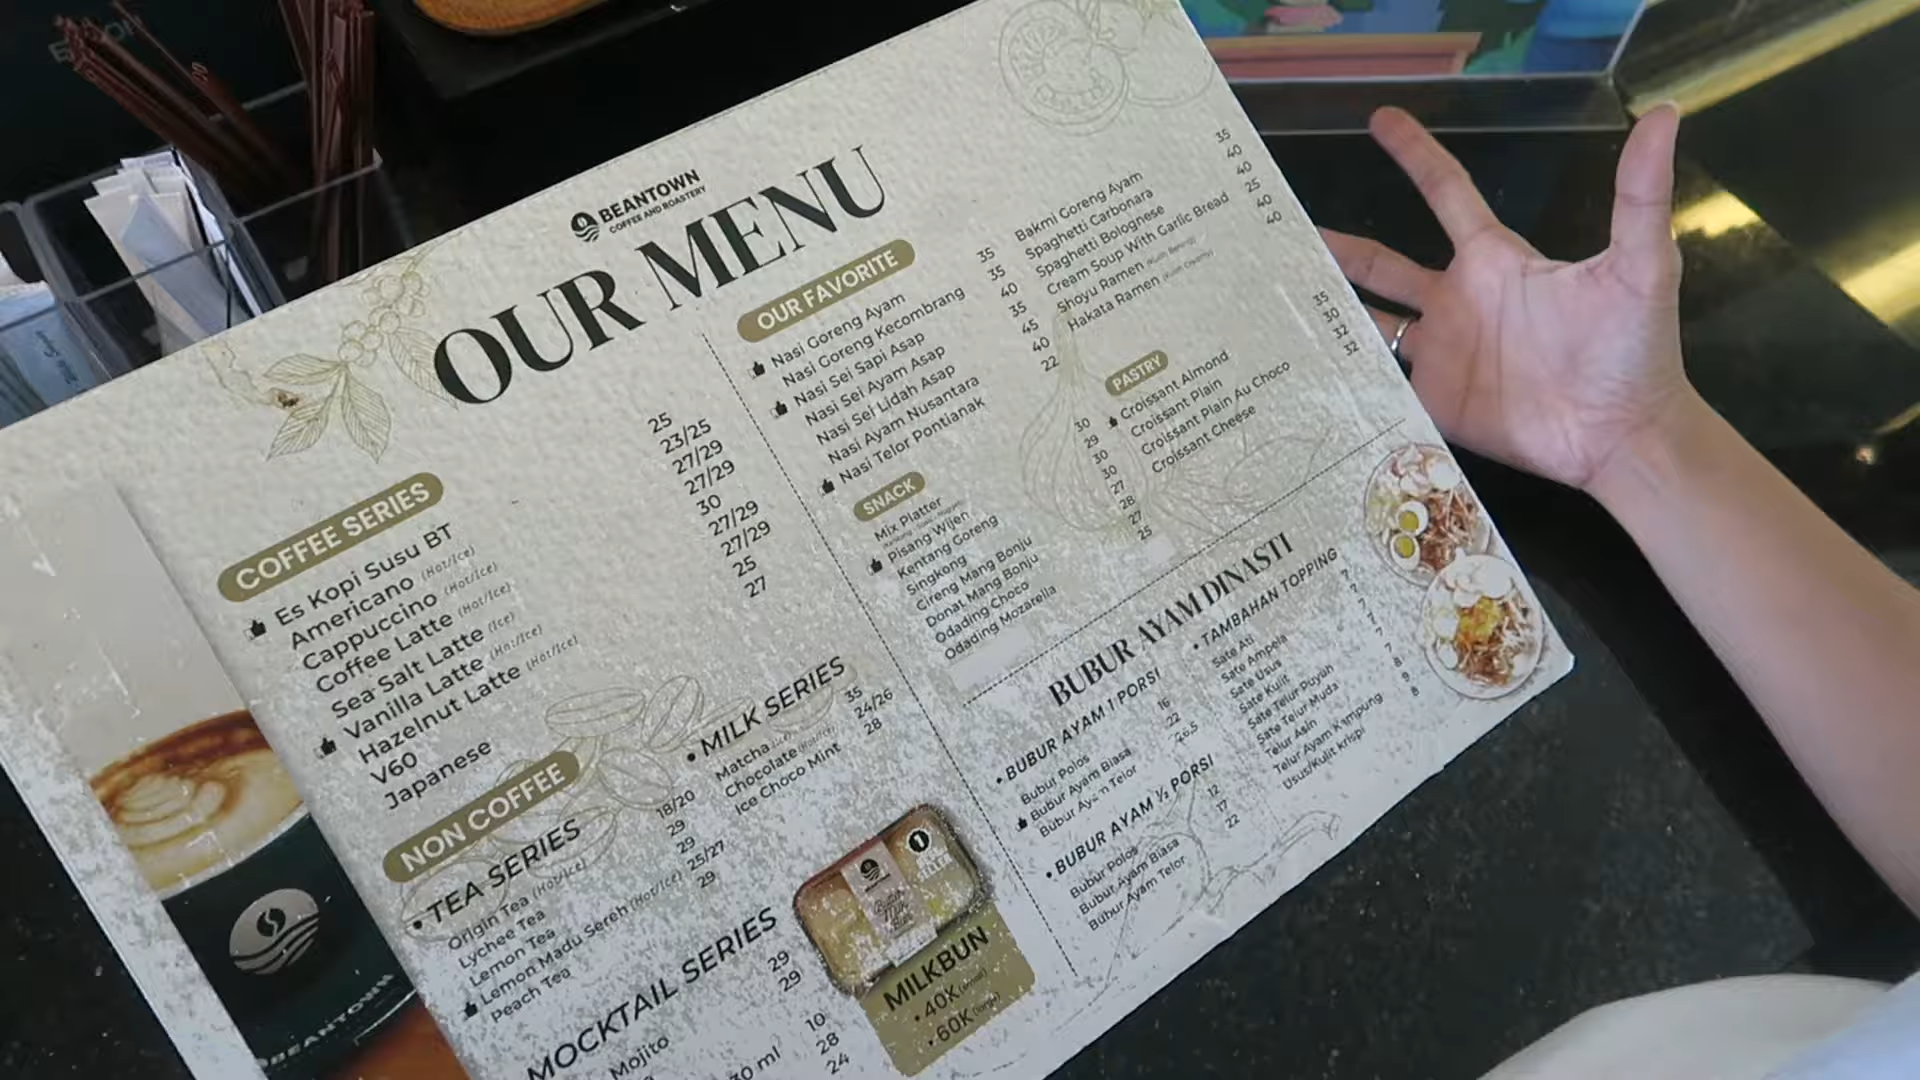 BEANTOWN
COFFEE AND ROASTERY
OUR MENU
COFFEE SERIES
Es Kopi Susu BT 25
Americano (Hot/Ice) 23/25
Cappuccino (Hot/Ice) 27/29
Coffee Latte (Hot/Ice) 27/29
Sea Salt Latte (Ice) 30
Vanilla Latte (Hot/Ice) 27/29
Hazelnut Latte (Hot/Ice) 27/29
V60 25
Japanese 27
NON COFFEE
• TEA SERIES
Origin Tea (Hot/Ice) 18/20
Lychee Tea 29
Lemon Tea 29
Lemon Madu Sereh (Hot/Ice) 25/27
Peach Tea 29
• MILK SERIES
Matcha 35
Chocolate (Hot/Ice) 24/26
Ice Choco Mint 28
MOCKTAIL SERIES
Mojito
29
29
30 ml
10
28
24
MILKBUN
• 40K (small)
• 60K (large)
OUR FAVORITE
Nasi Goreng Ayam 35
Nasi Goreng Kecombrang 35
Nasi Sei Sapi Asap 40
Nasi Sei Ayam Asap 35
Nasi Sei Lidah Asap 45
Nasi Ayam Nusantara 40
Nasi Telor Pontianak 22
Bakmi Goreng Ayam 35
Spaghetti Carbonara 40
Spaghetti Bolognese 40
Cream Soup With Garlic Bread 25
Shoyu Ramen (Kuah Bening) 40
Hakata Ramen (Kuah Creamy) 40
SNACK
Mix Platter 30
Pisang Wijen 29
Kentang Goreng 30
Singkong 30
Cireng Mang Bonju 27
Donat Mang Bonju 28
Odading Choco 27
Odading Mozarella 25
PASTRY
Croissant Almond 35
Croissant Plain 30
Croissant Plain Au Choco 32
Croissant Cheese 32
BUBUR AYAM DINASTI
• BUBUR AYAM 1 PORSI
Bubur Polos 16
Bubur Ayam Biasa 22
Bubur Ayam Telor 26,5
• BUBUR AYAM ½ PORSI
Bubur Polos 12
Bubur Ayam Biasa 17
Bubur Ayam Telor 22
• TAMBAHAN TOPPING
Sate Ati 7
Sate Ampela 7
Sate Usus 7
Sate Kulit 7
Sate Telur Puyuh 7
Sate Telur Muda 8
Telur Asin 9
Telur Ayam Kampung 8
Usus/Kulit krispi
BEANTOWN